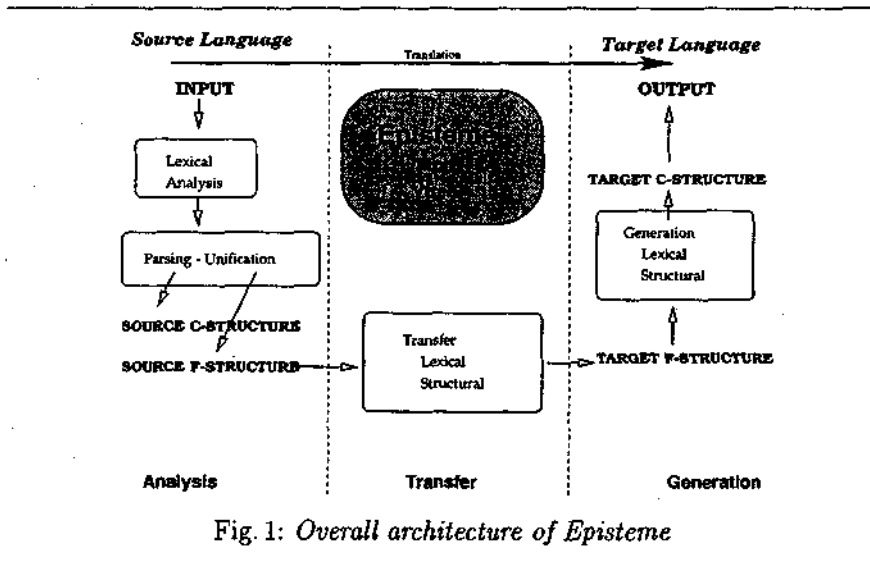 Source Language
Translation
Target Language
INPUT
OUTPUT
Episteme
Lexical
Analysis
TARGET C-STRUCTURE
Parsing - Unification
Generation
Lexical
Structural
SOURCE C-STRUCTURE
SOURCE F-STRUCTURE
Transfer
Lexical
Structural
TARGET F-STRUCTURE
Analysis
Transfer
Generation
Fig. 1: Overall architecture of Episteme